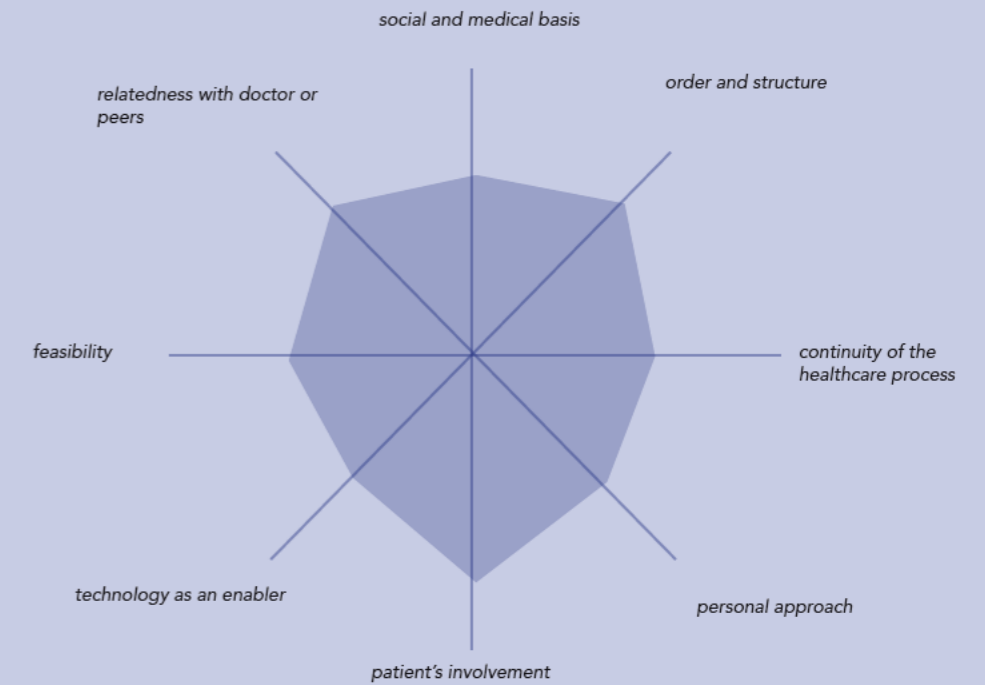 social and medical basis
order and structure
relatedness with doctor or
peers
feasibility
continuity of the
healthcare process
technology as an enabler
personal approach
patient's involvement